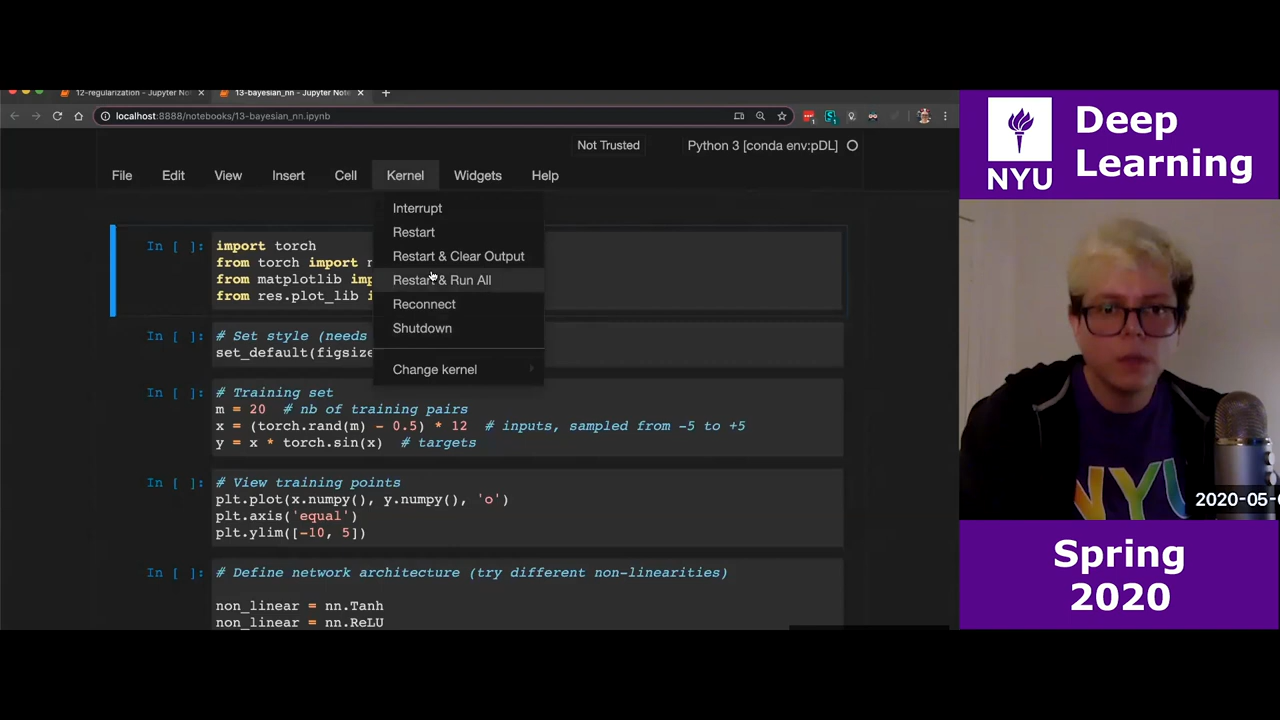 12-regularization - Jupyter No
13-bayesian_nn - Jupyter Note
localhost:8888/notebooks/13-bayesian_nn.ipynb
Not Trusted
Python 3 [conda env:pDL]
File Edit View Insert Cell Kernel Widgets Help
Interrupt
Restart
Restart & Clear Output
Restart & Run All
Reconnect
Shutdown
Change kernel
In [ ]: import torch
from torch import n
from matplotlib imp
from res.plot_lib i
In [ ]: # Set style (needs
set_default(figsize
In [ ]: # Training set
m = 20 # nb of training pairs
x = (torch.rand(m) - 0.5) * 12 # inputs, sampled from -5 to +5
y = x * torch.sin(x) # targets
In [ ]: # View training points
plt.plot(x.numpy(), y.numpy(), 'o')
plt.axis('equal')
plt.ylim([-10, 5])
In [ ]: # Define network architecture (try different non-linearities)
non_linear = nn.Tanh
non_linear = nn.ReLU
NYU
Deep
Learning
NYU
2020-05-
Spring
2020